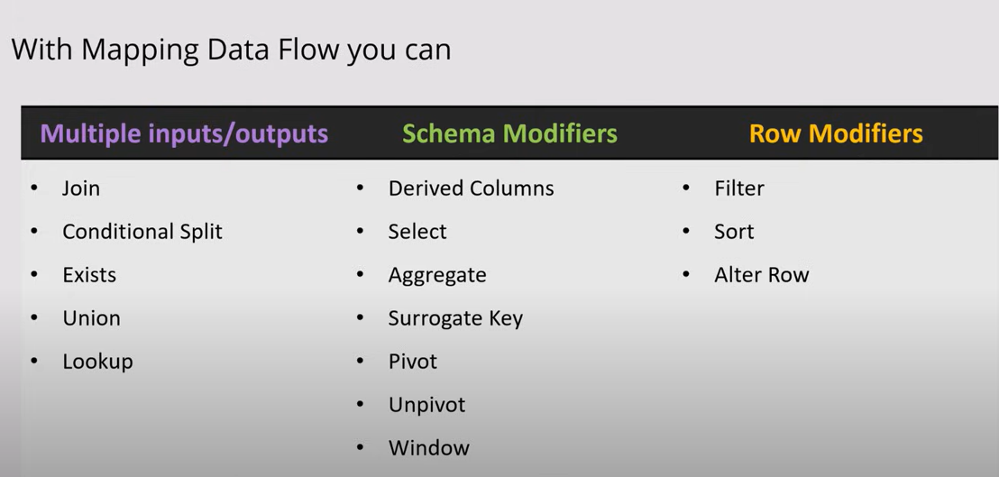 With Mapping Data Flow you can
Multiple inputs/outputs
Schema Modifiers
Row Modifiers
• Join
• Conditional Split
• Exists
• Union
• Lookup
• Derived Columns
• Select
• Aggregate
• Surrogate Key
• Pivot
• Unpivot
• Window
• Filter
• Sort
• Alter Row